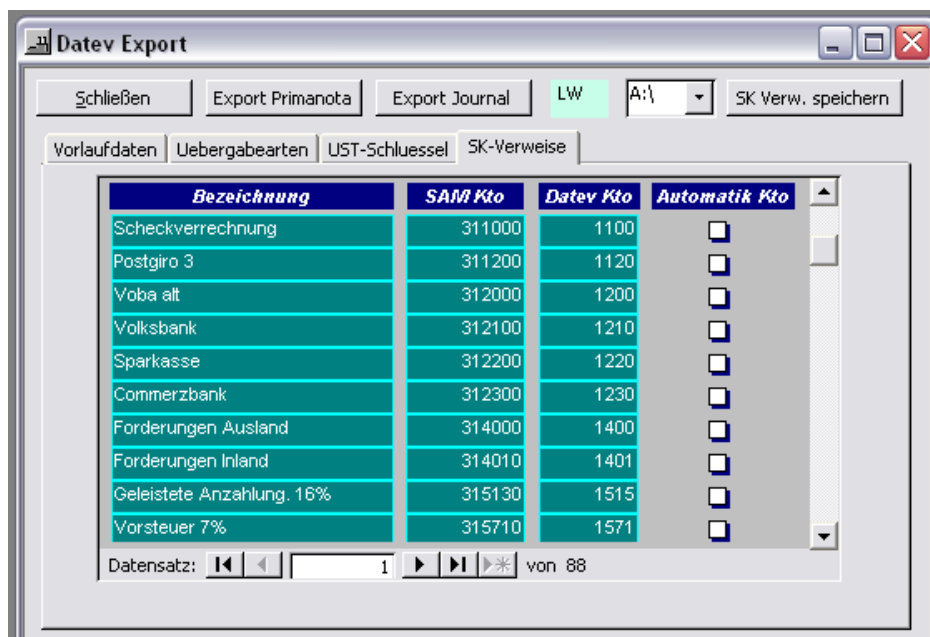 Datev Export
Schließen Export Primanota Export Journal LW A:\ SK Verw. speichern
Vorlaufdaten Uebergabearten UST-Schluessel SK-Verweise
Bezeichnung SAM Kto Datev Kto Automatik Kto
Scheckverrechnung 311000 1100
Postgiro 3 311200 1120
Voba alt 312000 1200
Volksbank 312100 1210
Sparkasse 312200 1220
Commerzbank 312300 1230
Forderungen Ausland 314000 1400
Forderungen Inland 314010 1401
Geleistete Anzahlung. 16% 315130 1515
Vorsteuer 7% 315710 1571
Datensatz: 1 von 88